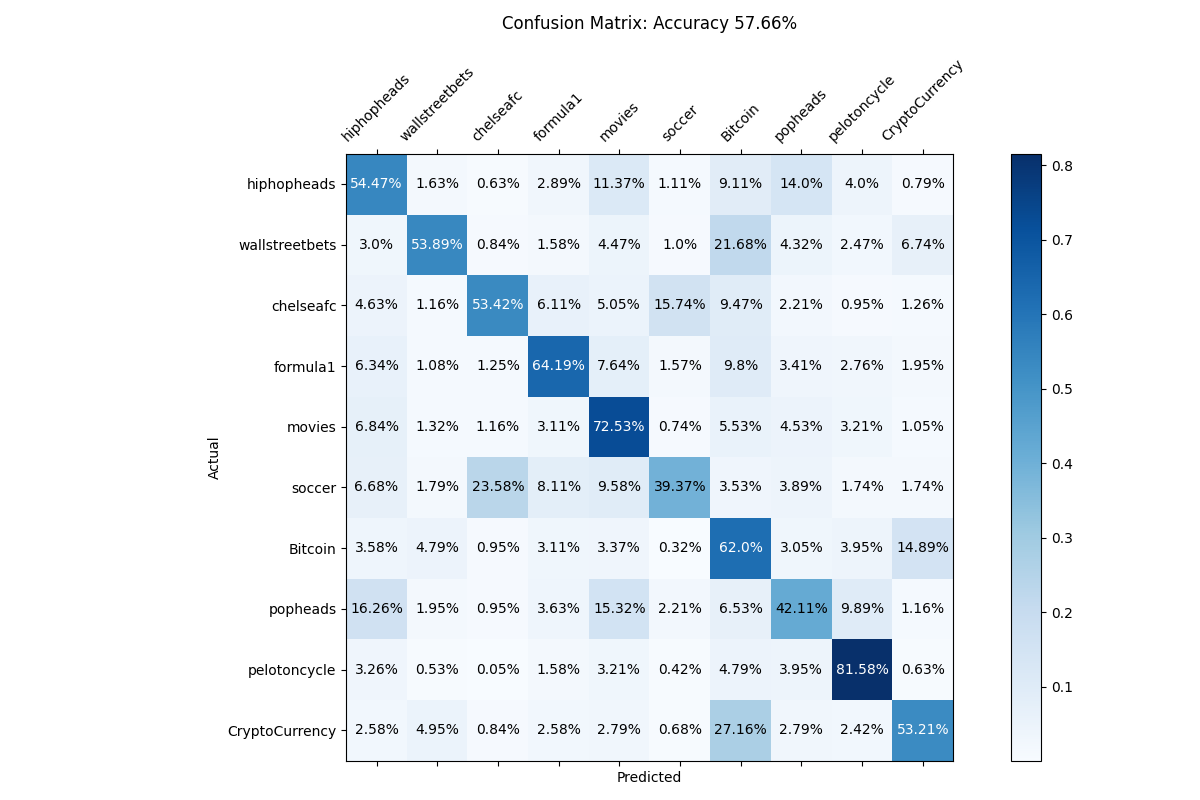 Confusion Matrix: Accuracy 57.66%
hiphopheads wallstreetbets chelseafc formula1 movies soccer Bitcoin popheads pelotoncycle CryptoCurrency
hiphopheads 54.47% 1.63% 0.63% 2.89% 11.37% 1.11% 9.11% 14.0% 4.0% 0.79%
wallstreetbets 3.0% 53.89% 0.84% 1.58% 4.47% 1.0% 21.68% 4.32% 2.47% 6.74%
chelseafc 4.63% 1.16% 53.42% 6.11% 5.05% 15.74% 9.47% 2.21% 0.95% 1.26%
formula1 6.34% 1.08% 1.25% 64.19% 7.64% 1.57% 9.8% 3.41% 2.76% 1.95%
movies 6.84% 1.32% 1.16% 3.11% 72.53% 0.74% 5.53% 4.53% 3.21% 1.05%
soccer 6.68% 1.79% 23.58% 8.11% 9.58% 39.37% 3.53% 3.89% 1.74% 1.74%
Bitcoin 3.58% 4.79% 0.95% 3.11% 3.37% 0.32% 62.0% 3.05% 3.95% 14.89%
popheads 16.26% 1.95% 0.95% 3.63% 15.32% 2.21% 6.53% 42.11% 9.89% 1.16%
pelotoncycle 3.26% 0.53% 0.05% 1.58% 3.21% 0.42% 4.79% 3.95% 81.58% 0.63%
CryptoCurrency 2.58% 4.95% 0.84% 2.58% 2.79% 0.68% 27.16% 2.79% 2.42% 53.21%
Actual
Predicted
0.8
0.7
0.6
0.5
0.4
0.3
0.2
0.1